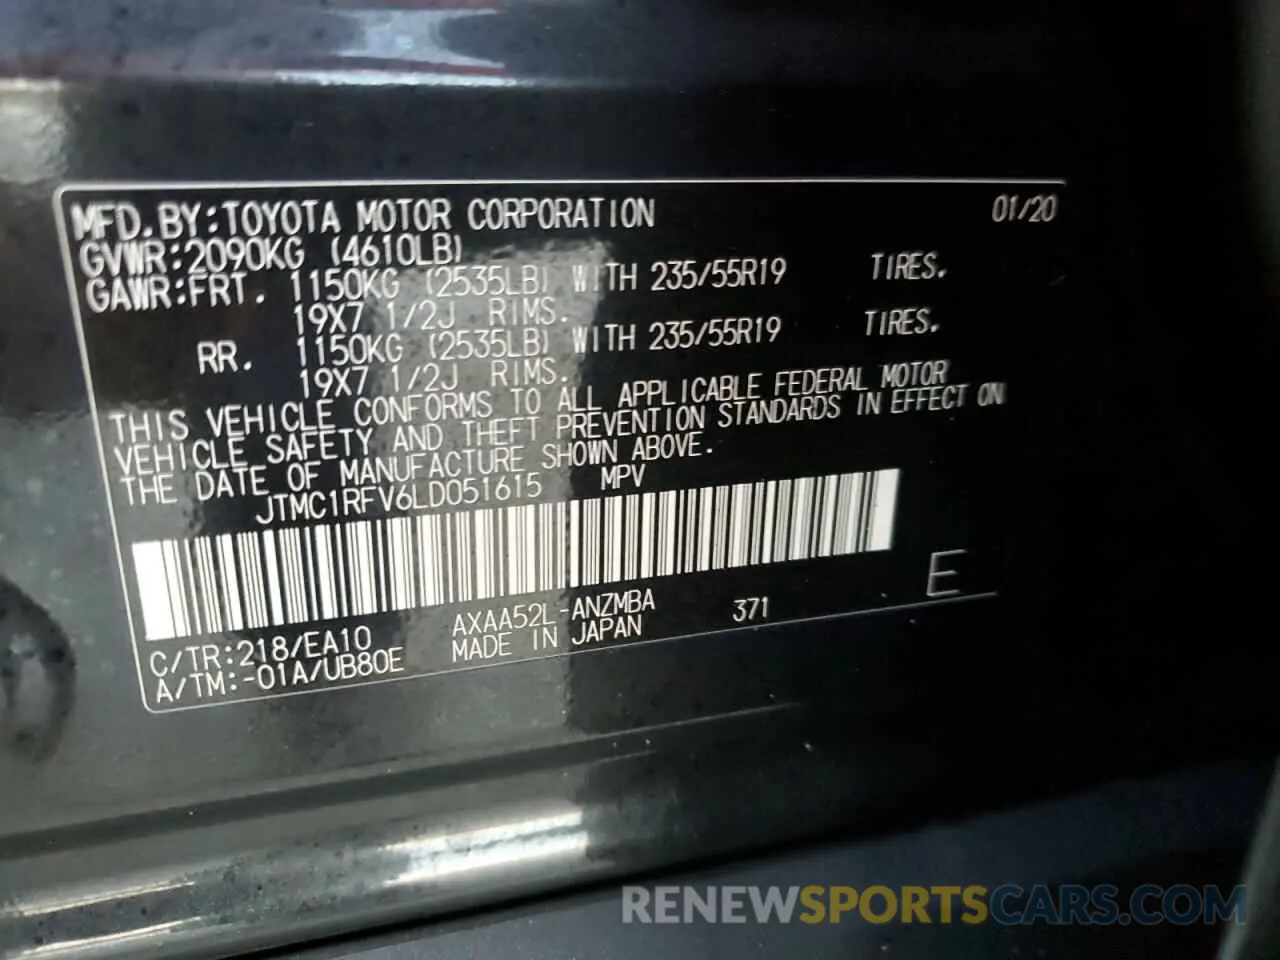 MFD.BY:TOYOTA MOTOR CORPORATION 01/20
GVWR:2090KG (4610LB)
GAWR:FRT. 1150KG (2535LB) WITH 235/55R19 TIRES.
19X7 1/2J RIMS.
RR. 1150KG (2535LB) WITH 235/55R19 TIRES.
19X7 1/2J RIMS.
THIS VEHICLE CONFORMS TO ALL APPLICABLE FEDERAL MOTOR
VEHICLE SAFETY AND THEFT PREVENTION STANDARDS IN EFFECT ON
THE DATE OF MANUFACTURE SHOWN ABOVE.
JTMC1RFV6LD051615 MPV
E
C/TR:218/EA10 AXAA52L-ANZMBA 371
A/TM:-01A/UB80E MADE IN JAPAN
RENEWSPORTSCARS.COM